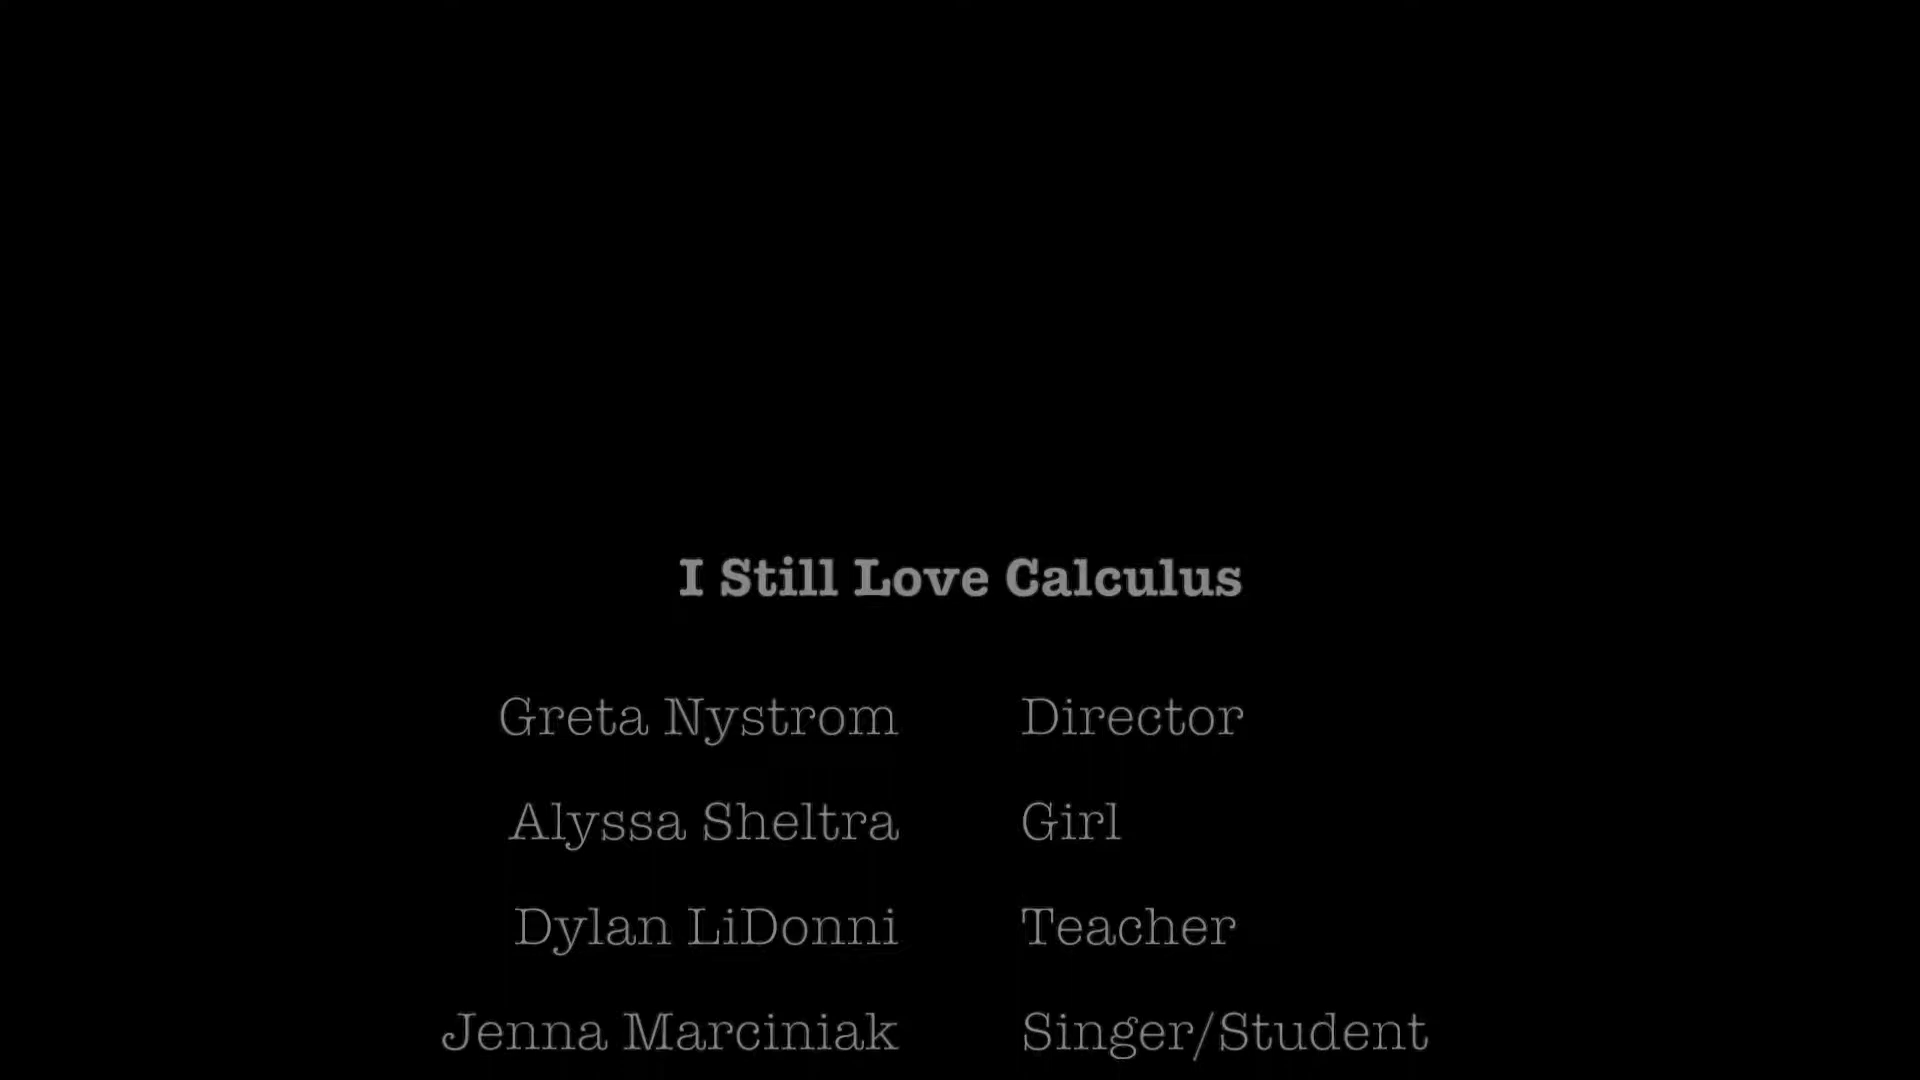 I Still Love Calculus
Greta Nystrom Director
Alyssa Sheltra Girl
Dylan LiDonni Teacher
Jenna Marciniak Singer/Student